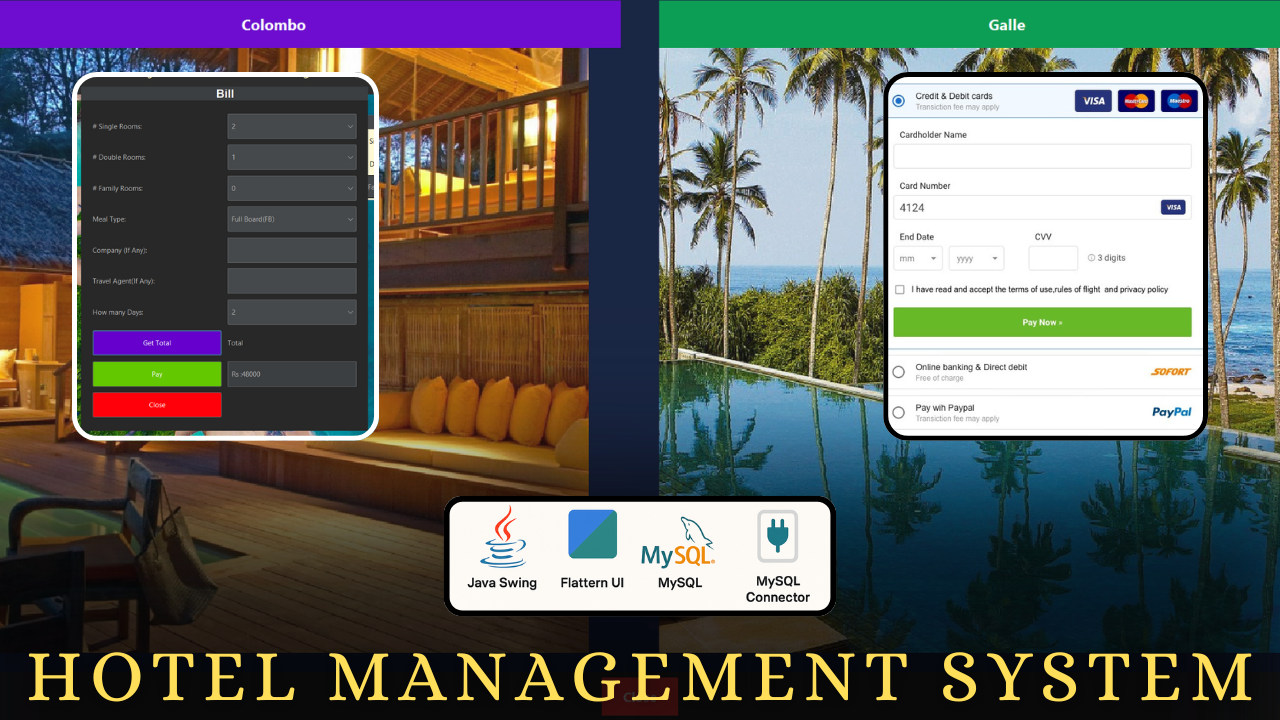 Colombo
Galle
Bill
# Single Rooms:
2
# Double Rooms:
1
# Family Rooms:
0
Meal Type:
Full Board(FB)
Company (If Any):
Travel Agent(If Any):
How many Days:
2
Get Total
Total
Pay
Rs :48000
Close
Credit & Debit cards
Transiction fee may apply
VISA
MasterCard
Maestro
Cardholder Name
Card Number
4124
VISA
End Date
CVV
mm
yyyy
3 digits
I have read and accept the terms of use,rules of flight and privacy policy
Pay Now »
Online banking & Direct debit
Free of charge
SOFORT
Pay wih Paypal
Transiction fee may apply
PayPal
Java Swing
Flattern UI
MySQL
MySQL
MySQL
Connector
HOTEL MANAGEMENT SYSTEM